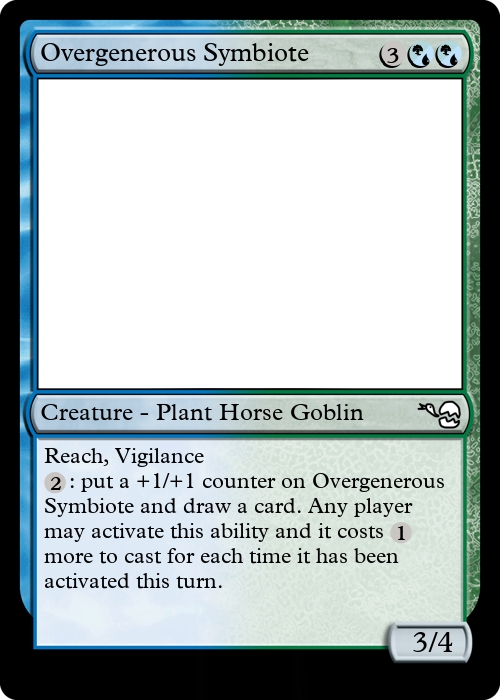 Overgenerous Symbiote 3
Creature - Plant Horse Goblin
Reach, Vigilance
2 : put a +1/+1 counter on Overgenerous
Symbiote and draw a card. Any player
may activate this ability and it costs 1
more to cast for each time it has been
activated this turn.
3/4